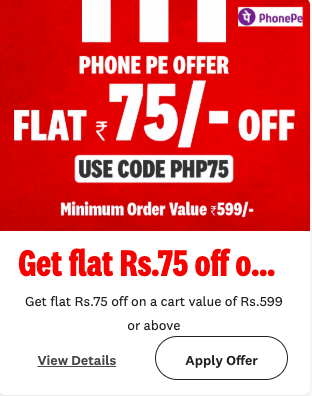 PhonePe
PHONE PE OFFER
FLAT ₹75/- OFF
USE CODE PHP75
Minimum Order Value ₹599/-
Get flat Rs.75 off o...
Get flat Rs.75 off on a cart value of Rs.599
or above
View Details
Apply Offer